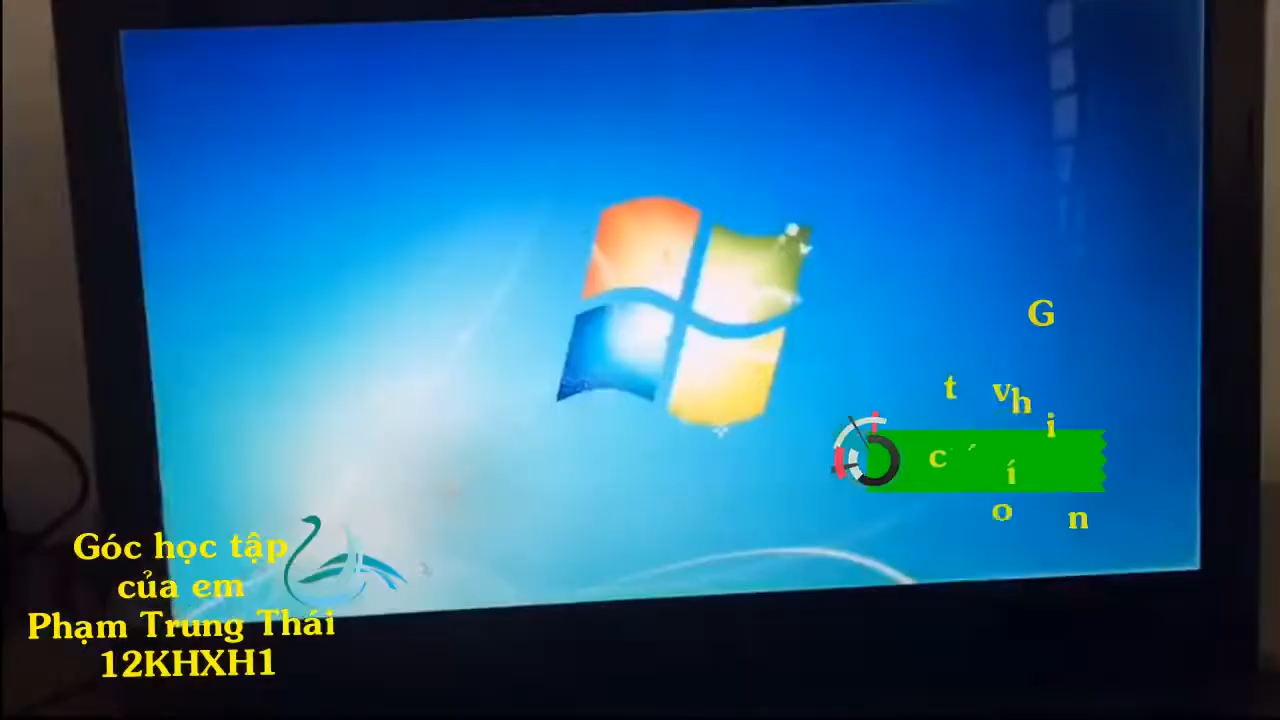 Góc học tập
của em
Phạm Trung Thái
12KHXH1